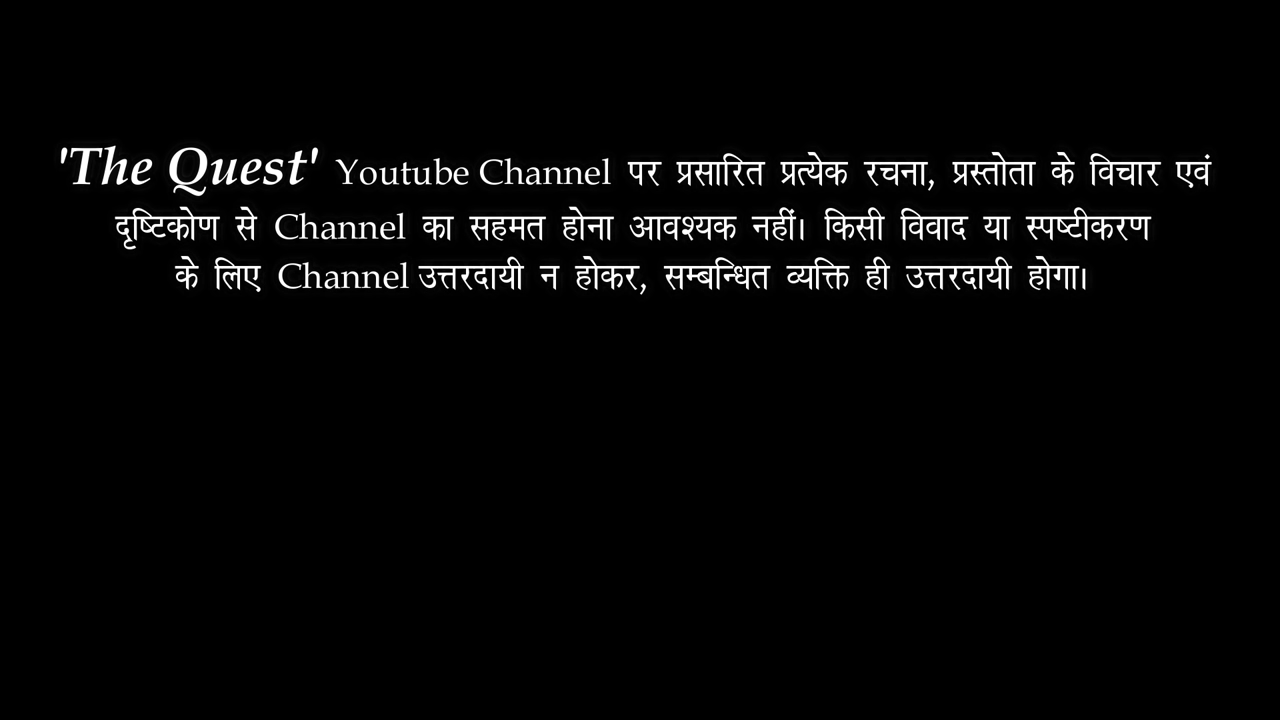 'The Quest' Youtube Channel पर प्रसारित प्रत्येक रचना, प्रस्तोता के विचार एवं
दृष्टिकोण से Channel का सहमत होना आवश्यक नहीं। किसी विवाद या स्पष्टीकरण
के लिए Channel उत्तरदायी न होकर, सम्बन्धित व्यक्ति ही उत्तरदायी होगा।